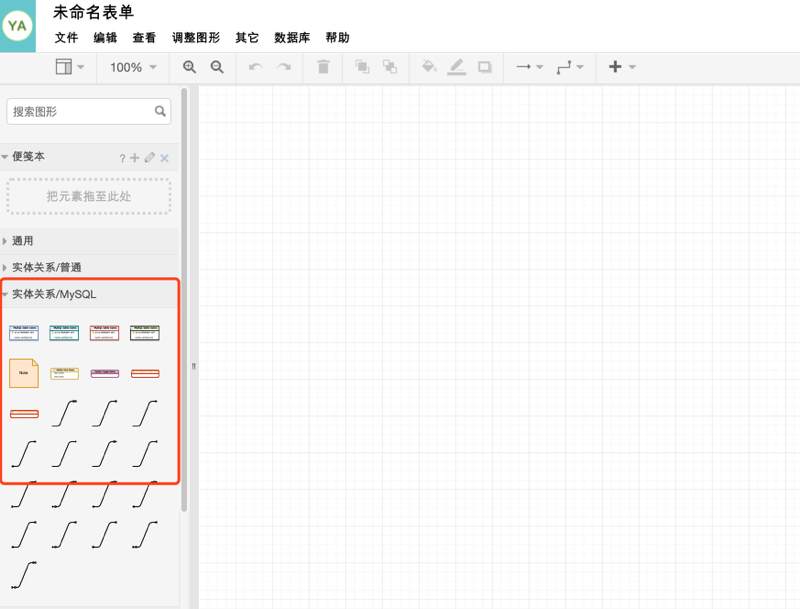 YA
未命名表单
文件 编辑 查看 调整图形 其它 数据库 帮助
100%
搜索图形
便笺本 ?
把元素拖至此处
通用
实体关系/普通
实体关系/MySQL
Note